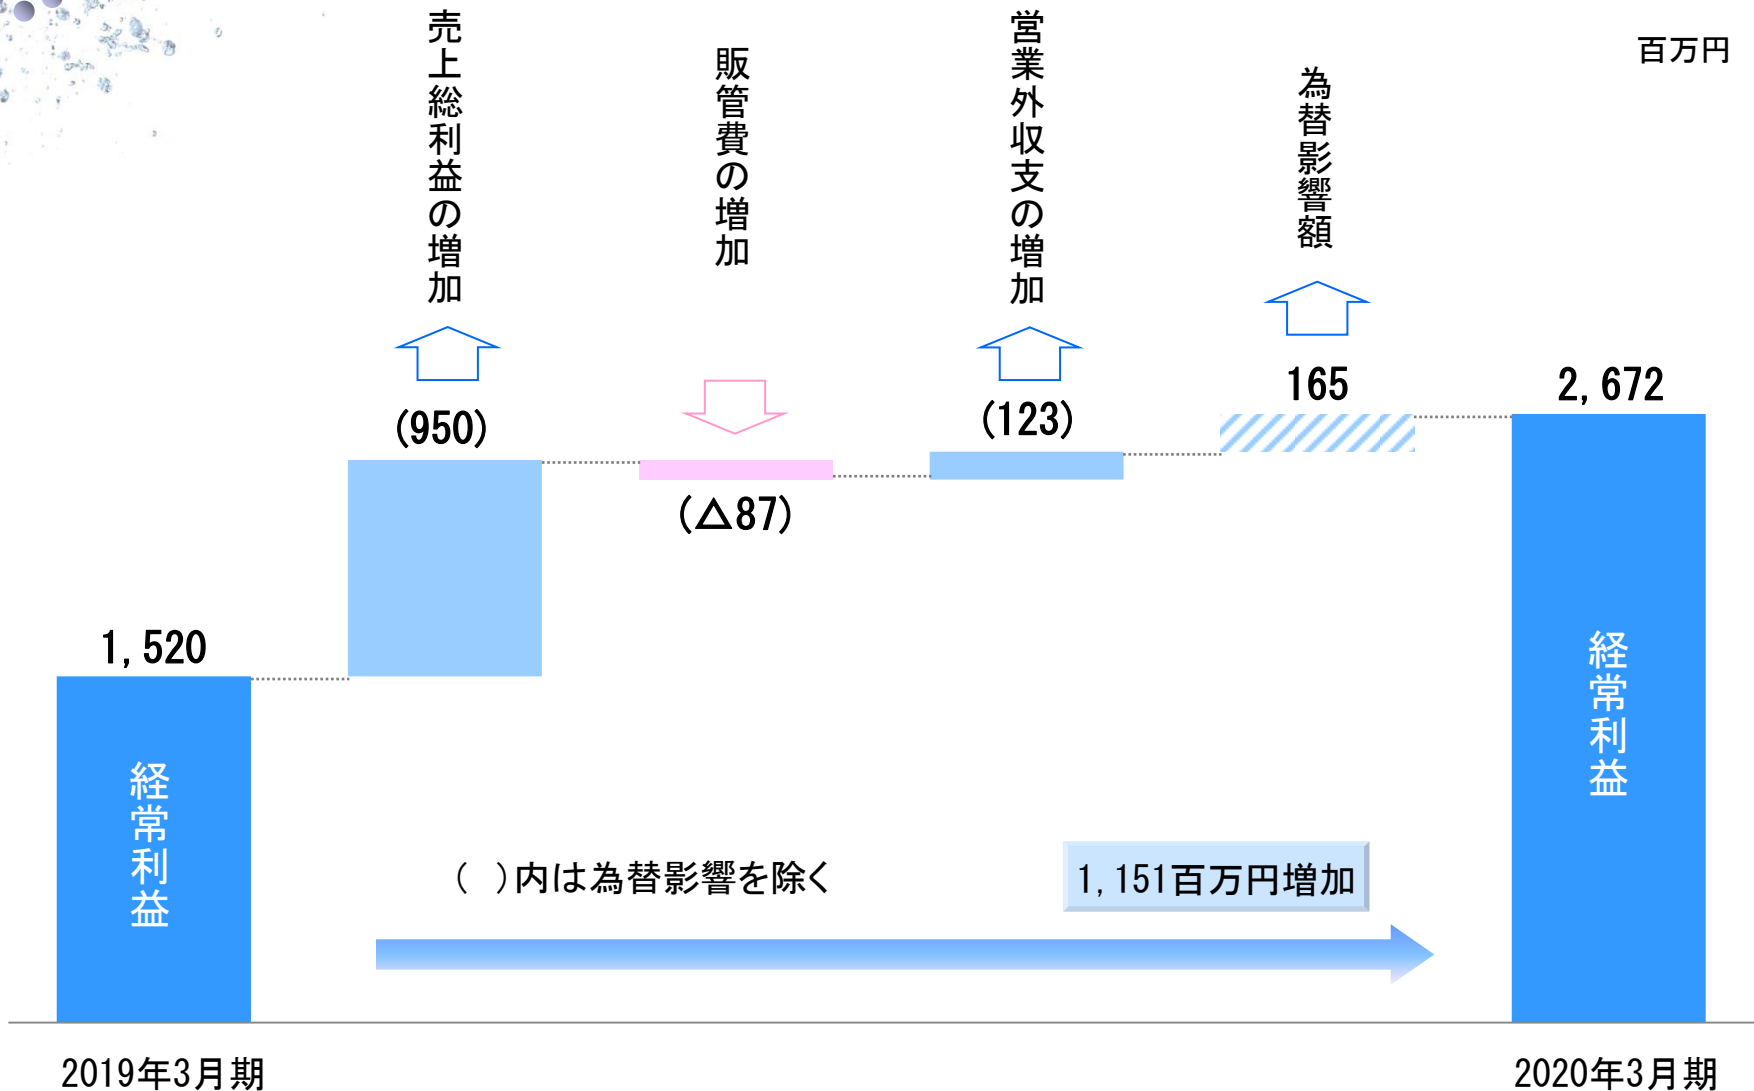 百万円
売上総利益の増加
販管費の増加
営業外収支の増加
為替影響額
(950)
(△87)
(123)
165
2,672
1,520
経常利益
経常利益
( )内は為替影響を除く
1,151百万円増加
2019年3月期
2020年3月期